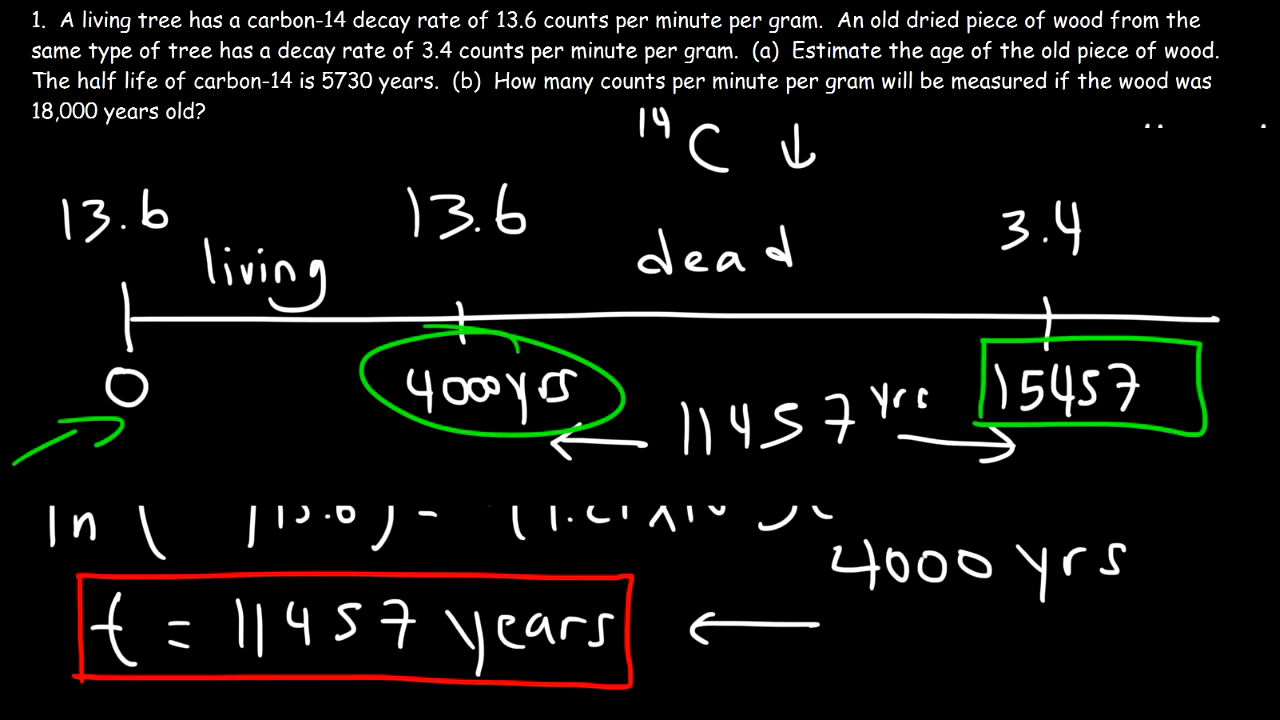 1. A living tree has a carbon-14 decay rate of 13.6 counts per minute per gram. An old dried piece of wood from the
same type of tree has a decay rate of 3.4 counts per minute per gram. (a) Estimate the age of the old piece of wood.
The half life of carbon-14 is 5730 years. (b) How many counts per minute per gram will be measured if the wood was
18,000 years old?
¹⁴C ↓
13.6 13.6 3.4
living dead
0 4000 yrs 15457
← 11457 yrs →
ln (
4000 yrs
t = 11457 years ←